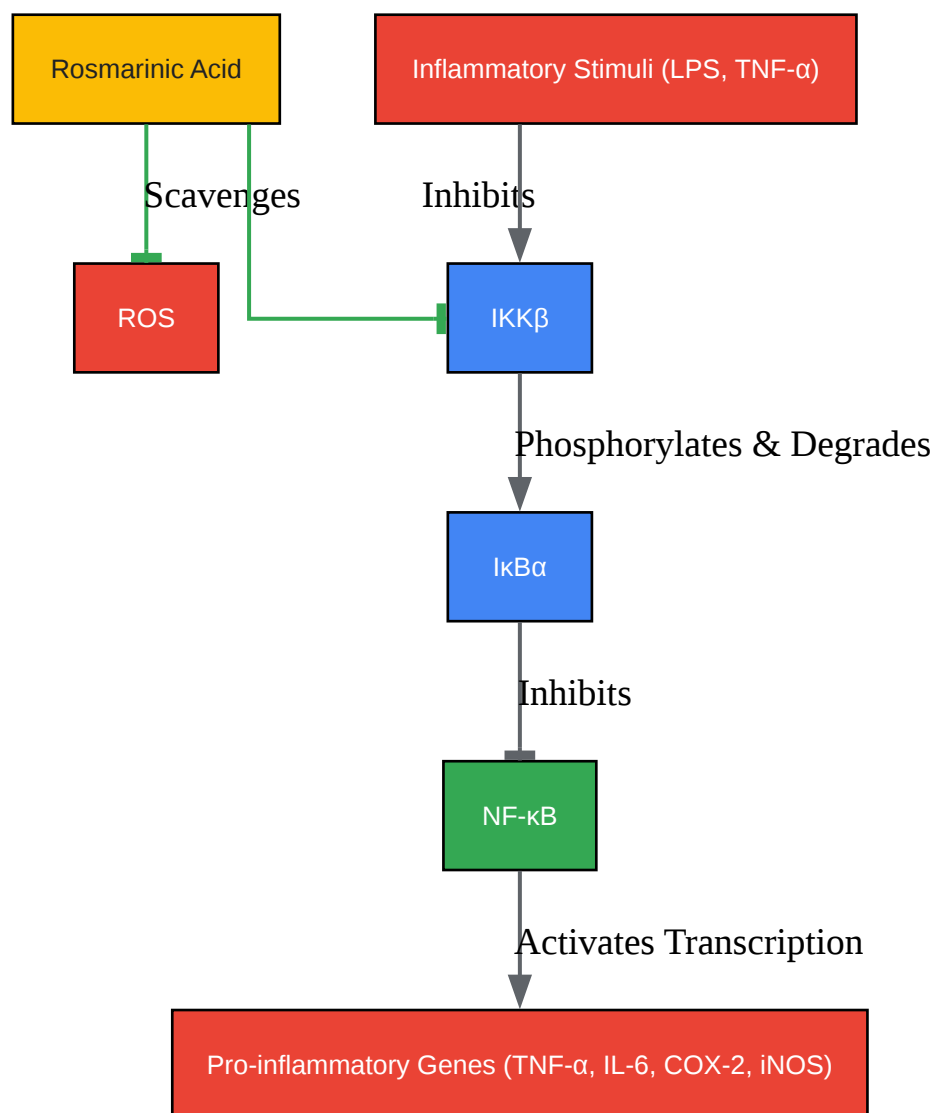 Rosmarinic Acid
Inflammatory Stimuli (LPS, TNF-α)
Scavenges
Inhibits
ROS
IKKβ
Phosphorylates & Degrades
IκBα
Inhibits
NF-κB
Activates Transcription
Pro-inflammatory Genes (TNF-α, IL-6, COX-2, iNOS)